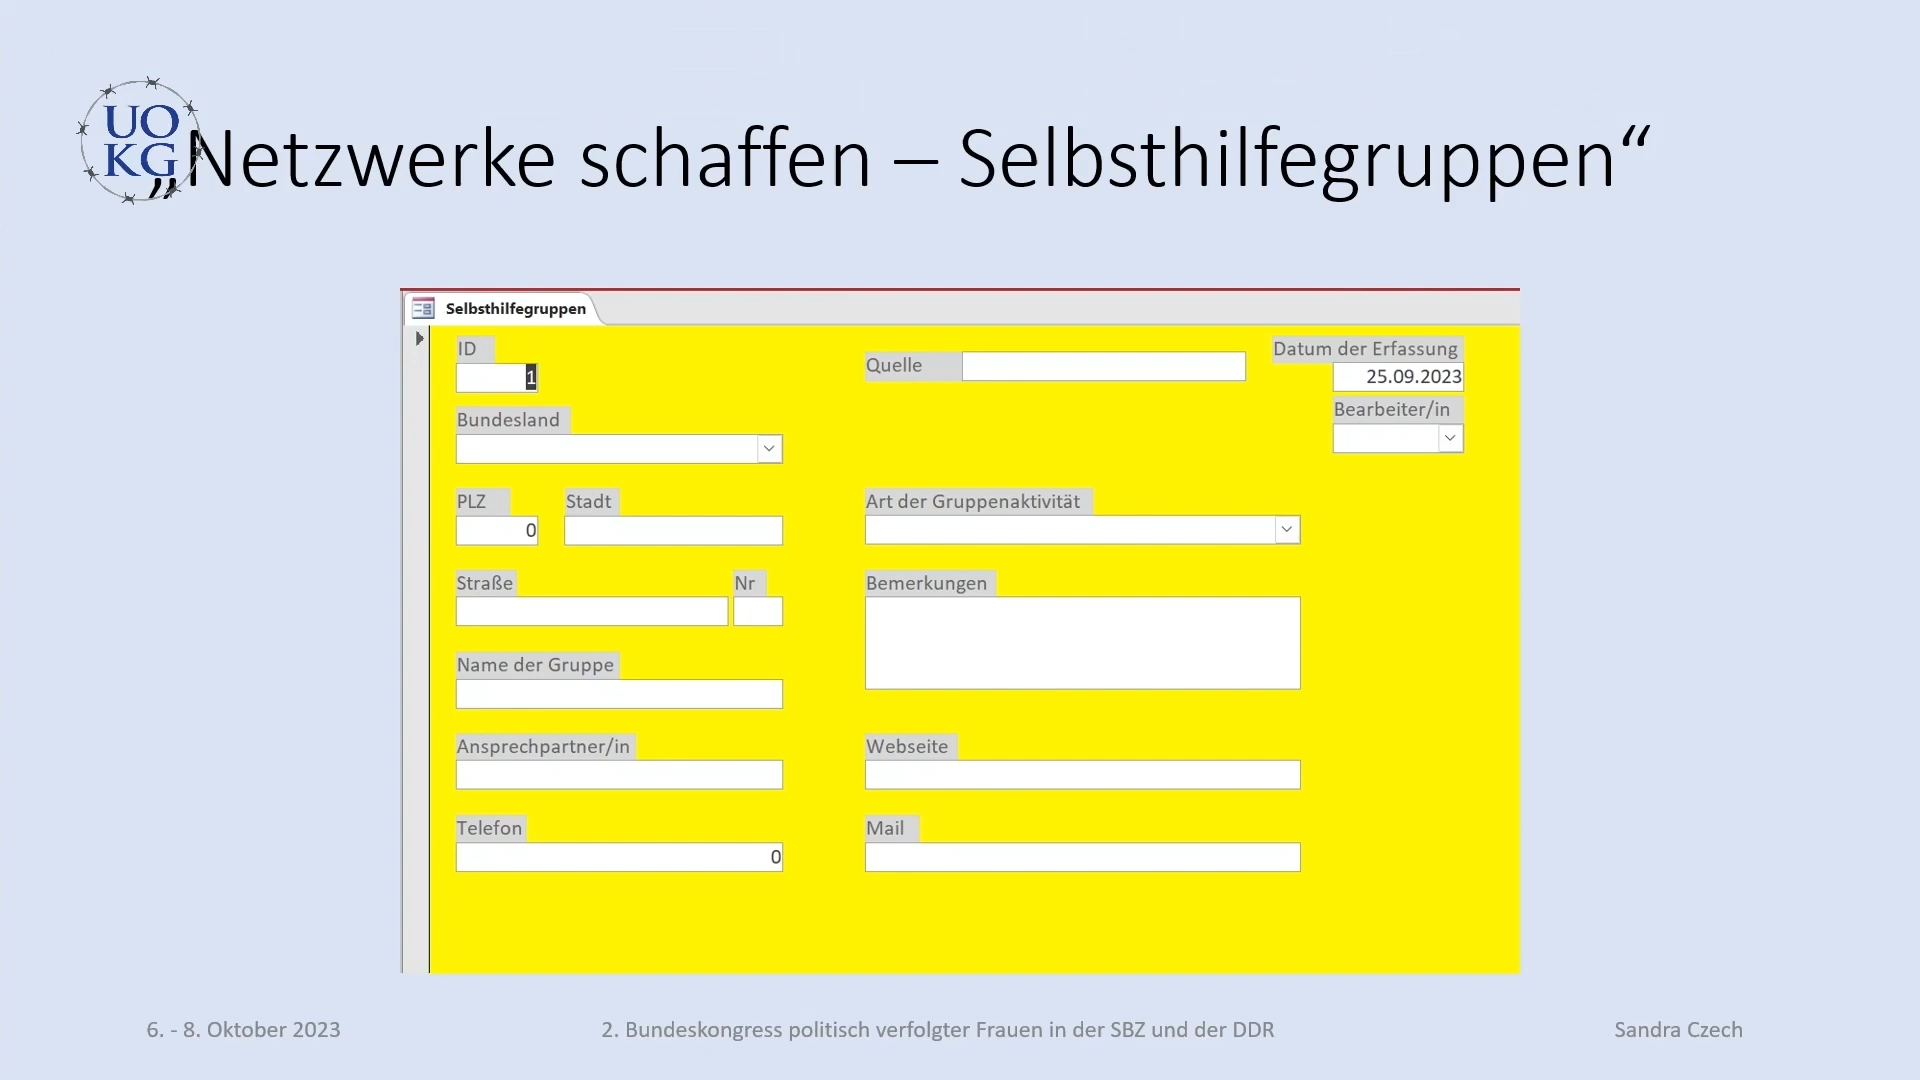 UO
KG
„Netzwerke schaffen – Selbsthilfegruppen“
Selbsthilfegruppen
ID
1
Quelle
Datum der Erfassung
25.09.2023
Bearbeiter/in
Bundesland
PLZ
0
Stadt
Art der Gruppenaktivität
Straße
Nr
Bemerkungen
Name der Gruppe
Ansprechpartner/in
Webseite
Telefon
0
Mail
6. - 8. Oktober 2023
2. Bundeskongress politisch verfolgter Frauen in der SBZ und der DDR
Sandra Czech